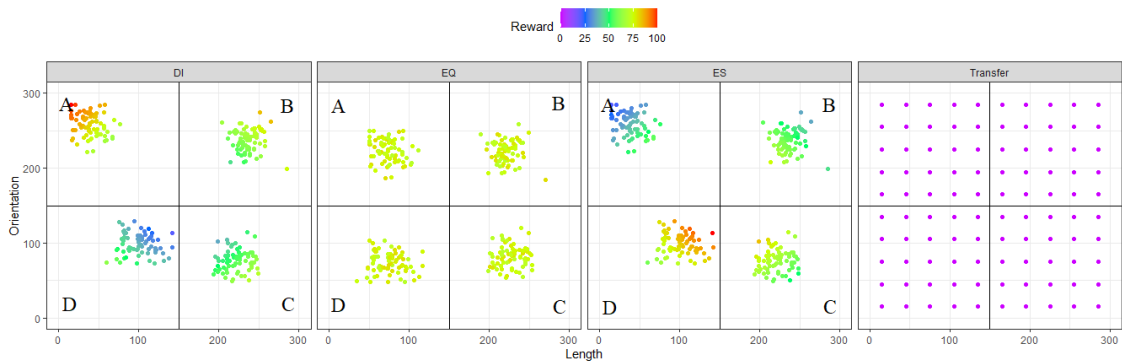 Reward
0 25 50 75 100
DI EQ ES Transfer
Orientation
300
200
100
0
A B A B A B
D C D C D C
0 100 200 300 0 100 200 300 0 100 200 300 0 100 200 300
Length